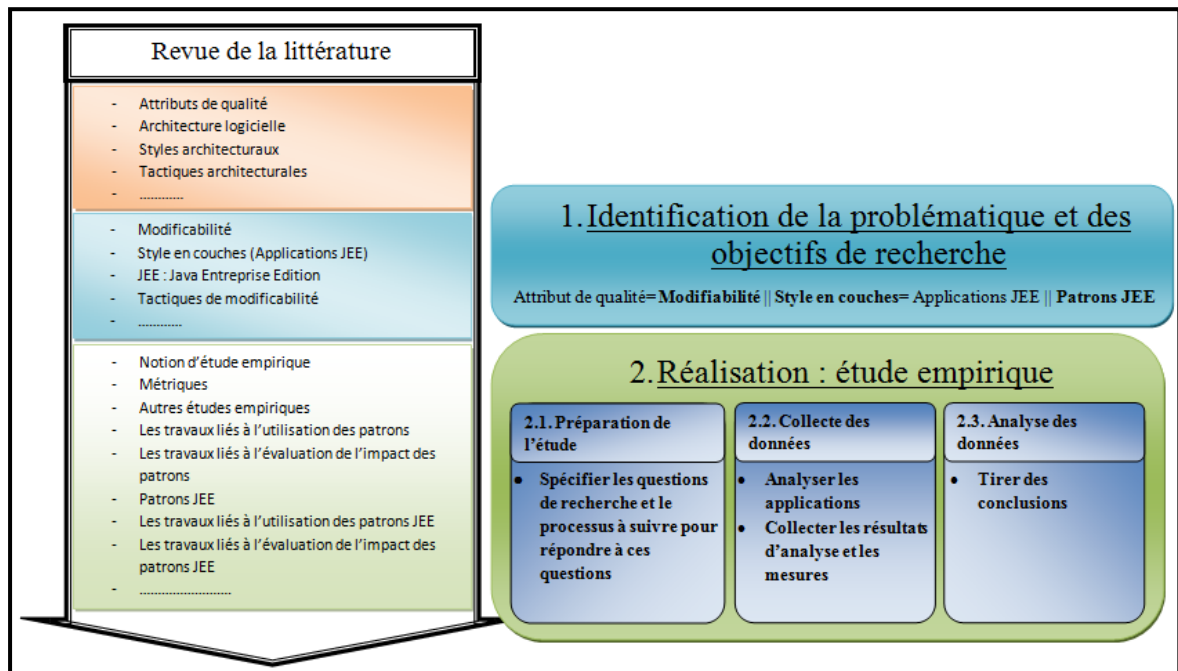 Revue de la littérature
- Attributs de qualité
- Architecture logicielle
- Styles architecturaux
- Tactiques architecturales
- ............
- Modificabilité
- Style en couches (Applications JEE)
- JEE : Java Entreprise Edition
- Tactiques de modificabilité
- ............
- Notion d'étude empirique
- Métriques
- Autres études empiriques
- Les travaux liés à l'utilisation des patrons
- Les travaux liés à l'évaluation de l'impact des
patrons
- Patrons JEE
- Les travaux liés à l'utilisation des patrons JEE
- Les travaux liés à l'évaluation de l'impact des
patrons JEE
- .........................
1. Identification de la problématique et des
objectifs de recherche
Attribut de qualité= Modifiabilité || Style en couches= Applications JEE || Patrons JEE
2. Réalisation : étude empirique
2.1. Préparation de
l'étude
• Spécifier les questions
de recherche et le
processus à suivre pour
répondre à ces
questions
2.2. Collecte des
données
• Analyser les
applications
• Collecter les résultats
d'analyse et les
mesures
2.3. Analyse des
données
• Tirer des
conclusions